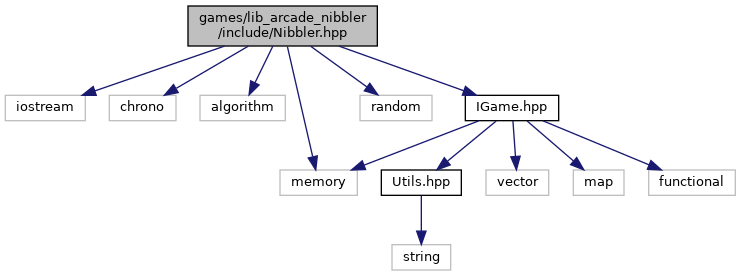 games/lib_arcade_nibbler
/include/Nibbler.hpp
iostream
chrono
algorithm
random
IGame.hpp
memory
Utils.hpp
vector
map
functional
string